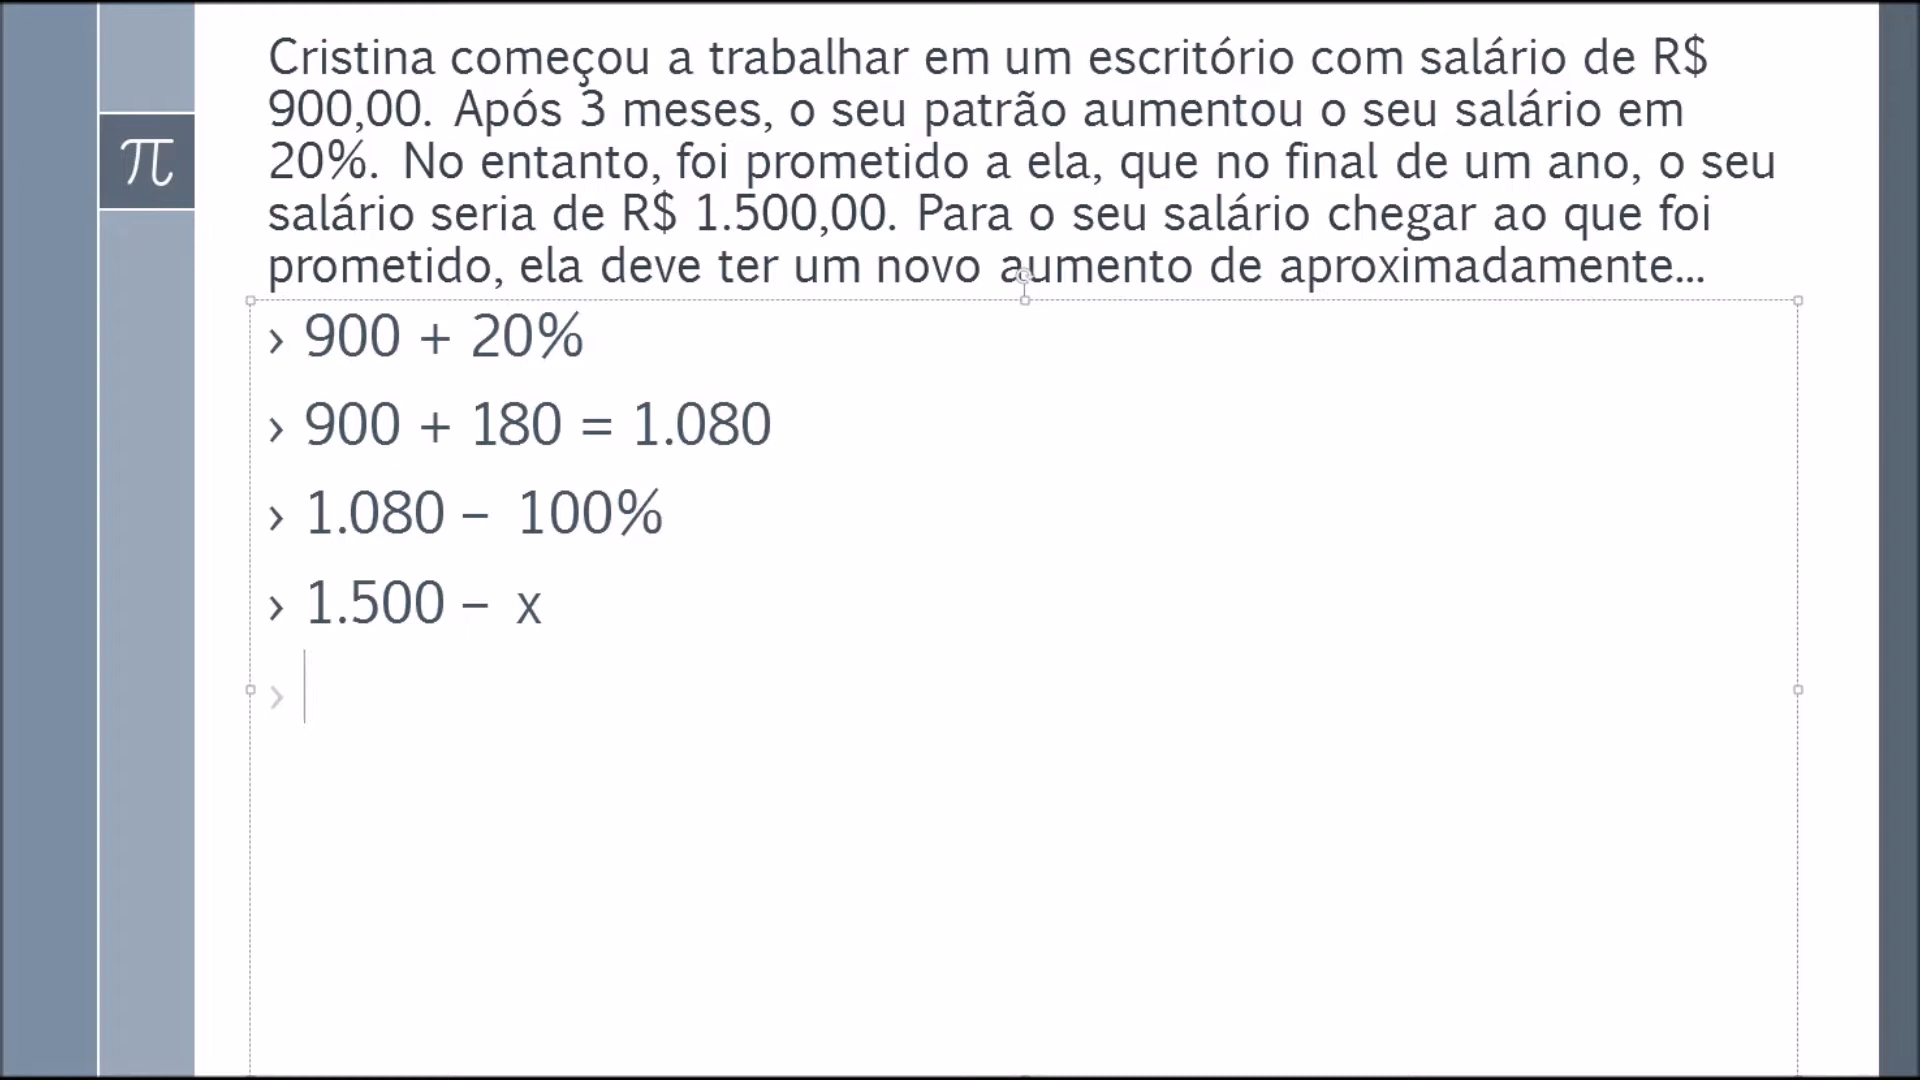 π
Cristina começou a trabalhar em um escritório com salário de R$
900,00. Após 3 meses, o seu patrão aumentou o seu salário em
20%. No entanto, foi prometido a ela, que no final de um ano, o seu
salário seria de R$ 1.500,00. Para o seu salário chegar ao que foi
prometido, ela deve ter um novo aumento de aproximadamente...
› 900 + 20%
› 900 + 180 = 1.080
› 1.080 – 100%
› 1.500 – x
›